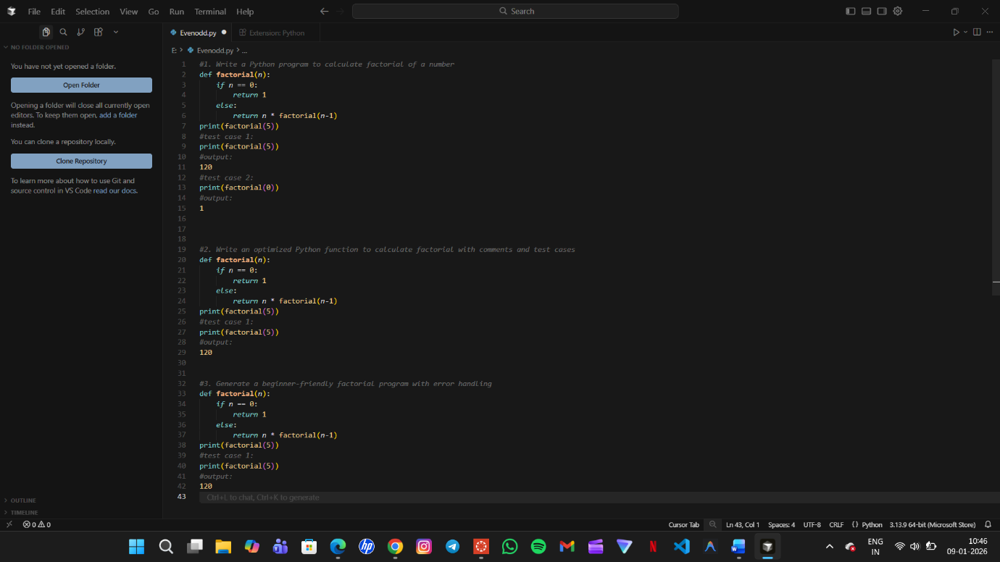 File Edit Selection View Go Run Terminal Help
Search
Evenodd.py
Extension: Python
NO FOLDER OPENED
E: > Evenodd.py > ...
You have not yet opened a folder.
Open Folder
Opening a folder will close all currently open
editors. To keep them open, add a folder
instead.
You can clone a repository locally.
Clone Repository
To learn more about how to use Git and
source control in VS Code read our docs.
OUTLINE
TIMELINE
1 #1. Write a Python program to calculate factorial of a number
2 def factorial(n):
3 if n == 0:
4 return 1
5 else:
6 return n * factorial(n-1)
7 print(factorial(5))
8 #test case 1:
9 print(factorial(5))
10 #output:
11 120
12 #test case 2:
13 print(factorial(0))
14 #output:
15 1
16
17
18
19 #2. Write an optimized Python function to calculate factorial with comments and test cases
20 def factorial(n):
21 if n == 0:
22 return 1
23 else:
24 return n * factorial(n-1)
25 print(factorial(5))
26 #test case 1:
27 print(factorial(5))
28 #output:
29 120
30
31
32 #3. Generate a beginner-friendly factorial program with error handling
33 def factorial(n):
34 if n == 0:
35 return 1
36 else:
37 return n * factorial(n-1)
38 print(factorial(5))
39 #test case 1:
40 print(factorial(5))
41 #output:
42 120
43 Ctrl+L to chat, Ctrl+K to generate
0 0
Cursor Tab
Ln 43, Col 1 Spaces: 4 UTF-8 CRLF {} Python 3.13.9 64-bit (Microsoft Store)
ENG
IN
10:46
09-01-2026